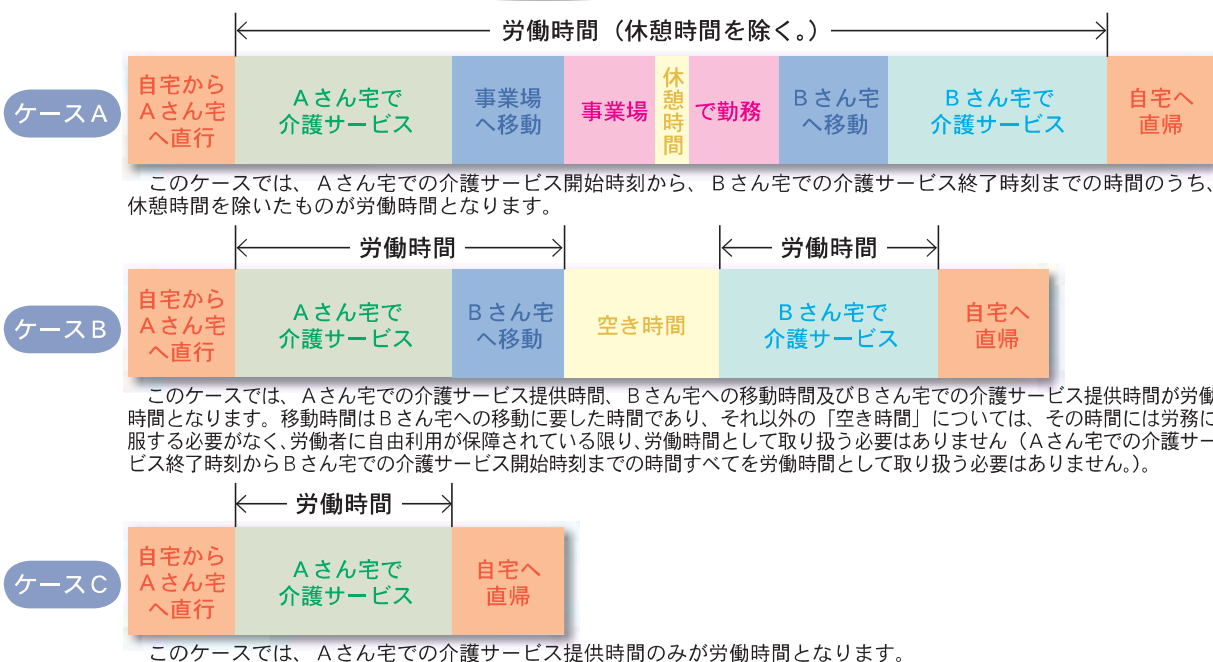 労働時間（休憩時間を除く。）
ケースA
自宅から
Aさん宅
へ直行
Aさん宅で
介護サービス
事業場
へ移動
事業場
休憩時間
で勤務
Bさん宅
へ移動
Bさん宅で
介護サービス
自宅へ
直帰
このケースでは、Aさん宅での介護サービス開始時刻から、Bさん宅での介護サービス終了時刻までの時間のうち、
休憩時間を除いたものが労働時間となります。
労働時間
労働時間
ケースB
自宅から
Aさん宅
へ直行
Aさん宅で
介護サービス
Bさん宅
へ移動
空き時間
Bさん宅で
介護サービス
自宅へ
直帰
このケースでは、Aさん宅での介護サービス提供時間、Bさん宅への移動時間及びBさん宅での介護サービス提供時間が労働
時間となります。移動時間はBさん宅への移動に要した時間であり、それ以外の「空き時間」については、その時間には労務に
服する必要がなく、労働者に自由利用が保障されている限り、労働時間として取り扱う必要はありません（Aさん宅での介護サー
ビス終了時刻からBさん宅での介護サービス開始時刻までの時間すべてを労働時間として取り扱う必要はありません。）。
労働時間
ケースC
自宅から
Aさん宅
へ直行
Aさん宅で
介護サービス
自宅へ
直帰
このケースでは、Aさん宅での介護サービス提供時間のみが労働時間となります。